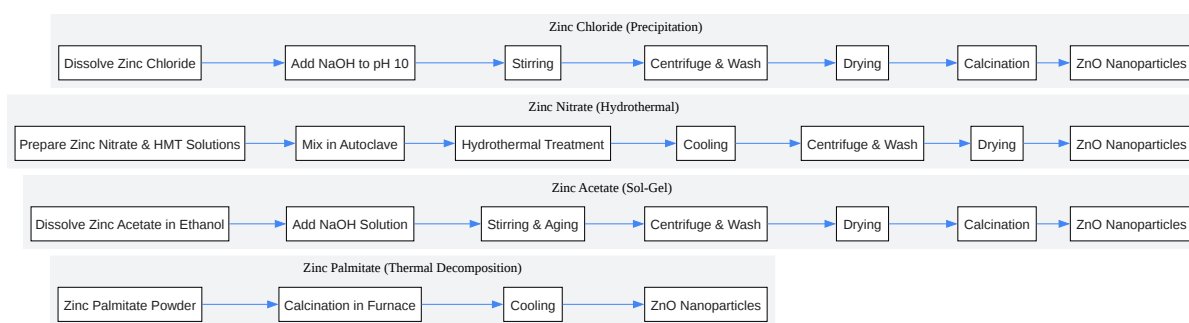 Zinc Chloride (Precipitation)
Dissolve Zinc Chloride
Add NaOH to pH 10
Stirring
Centrifuge & Wash
Drying
Calcination
ZnO Nanoparticles
Zinc Nitrate (Hydrothermal)
Prepare Zinc Nitrate & HMT Solutions
Mix in Autoclave
Hydrothermal Treatment
Cooling
Centrifuge & Wash
Drying
ZnO Nanoparticles
Zinc Acetate (Sol-Gel)
Dissolve Zinc Acetate in Ethanol
Add NaOH Solution
Stirring & Aging
Centrifuge & Wash
Drying
Calcination
ZnO Nanoparticles
Zinc Palmitate (Thermal Decomposition)
Zinc Palmitate Powder
Calcination in Furnace
Cooling
ZnO Nanoparticles